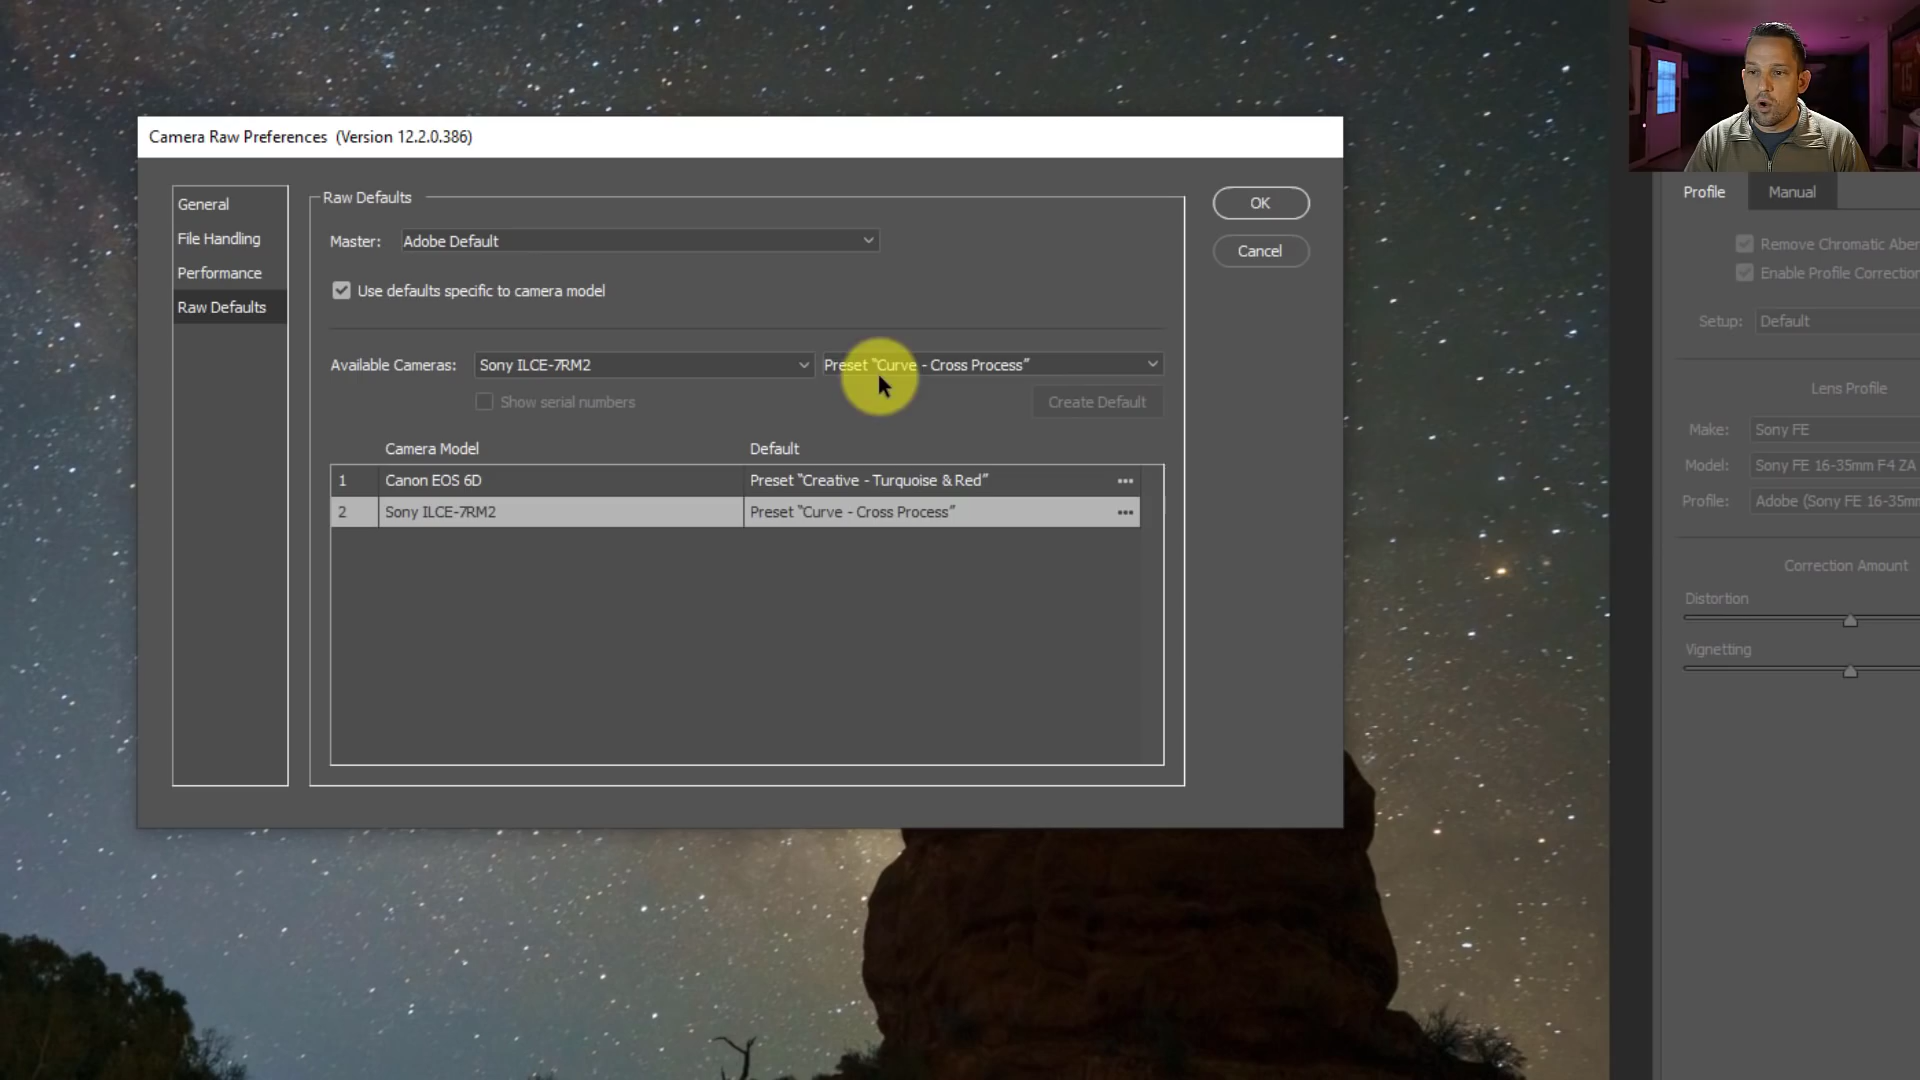 Camera Raw Preferences (Version 12.2.0.386)
General
File Handling
Performance
Raw Defaults
Raw Defaults
Master: Adobe Default
Use defaults specific to camera model
Available Cameras: Sony ILCE-7RM2 Preset “Curve - Cross Process”
Show serial numbers Create Default
Camera Model Default
1 Canon EOS 6D Preset “Creative - Turquoise & Red” •••
2 Sony ILCE-7RM2 Preset “Curve - Cross Process” •••
OK
Cancel
Profile Manual
Remove Chromatic Aber
Enable Profile Correction
Setup: Default
Lens Profile
Make: Sony FE
Model: Sony FE 16-35mm F4 ZA
Profile: Adobe (Sony FE 16-35mm
Correction Amount
Distortion
Vignetting